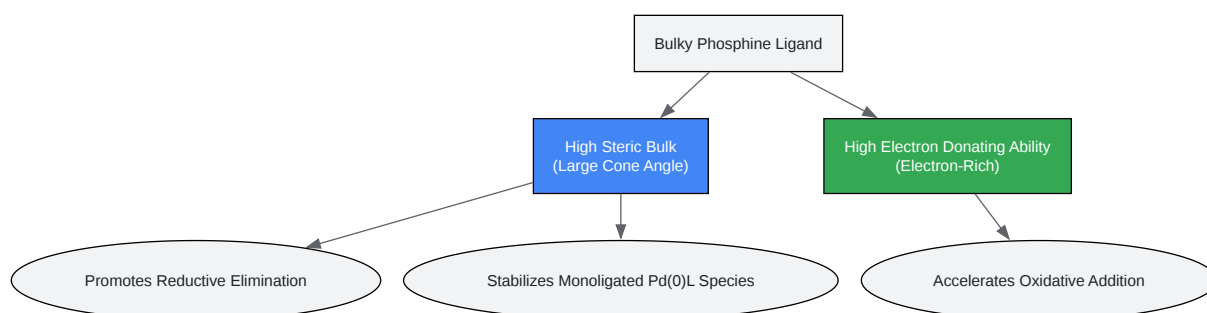 Bulky Phosphine Ligand
High Steric Bulk
(Large Cone Angle)
High Electron Donating Ability
(Electron-Rich)
Promotes Reductive Elimination
Stabilizes Monoligated Pd(0)L Species
Accelerates Oxidative Addition